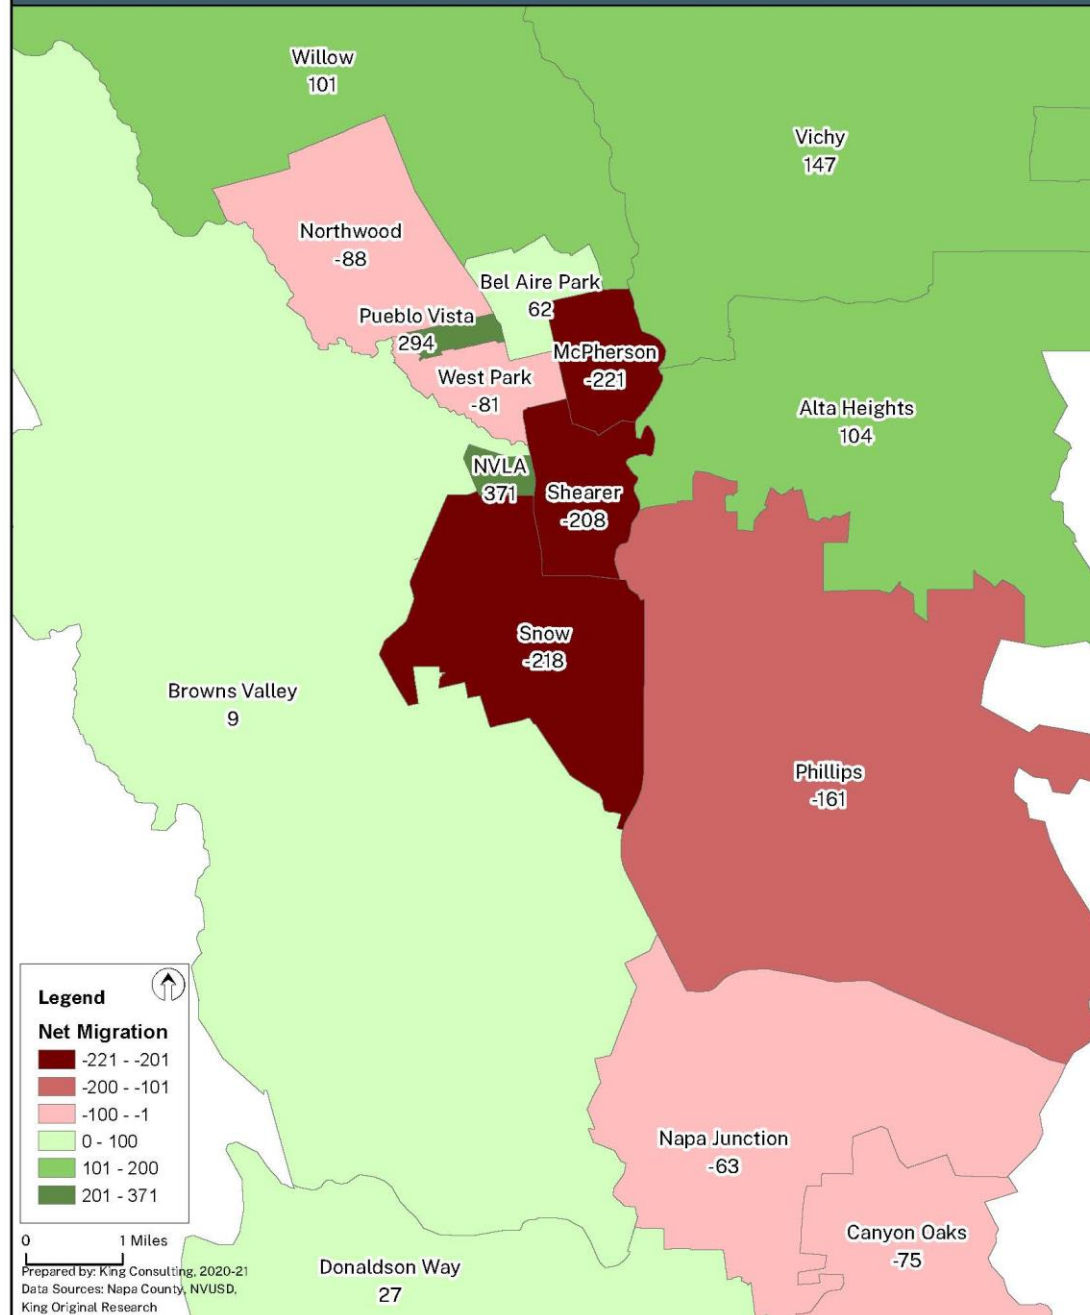 Willow
101
Vichy
147
Northwood
-88
Bel Aire Park
62
Pueblo Vista
294
McPherson
-221
West Park
-81
Alta Heights
104
NVLA
371
Shearer
-208
Snow
-218
Browns Valley
9
Phillips
-161
Legend
Net Migration
-221 - -201
-200 - -101
-100 - -1
0 - 100
101 - 200
201 - 371
Napa Junction
-63
Canyon Oaks
-75
0 1 Miles
Donaldson Way
27
Prepared by: King Consulting, 2020-21
Data Sources: Napa County, NVUSD,
King Original Research